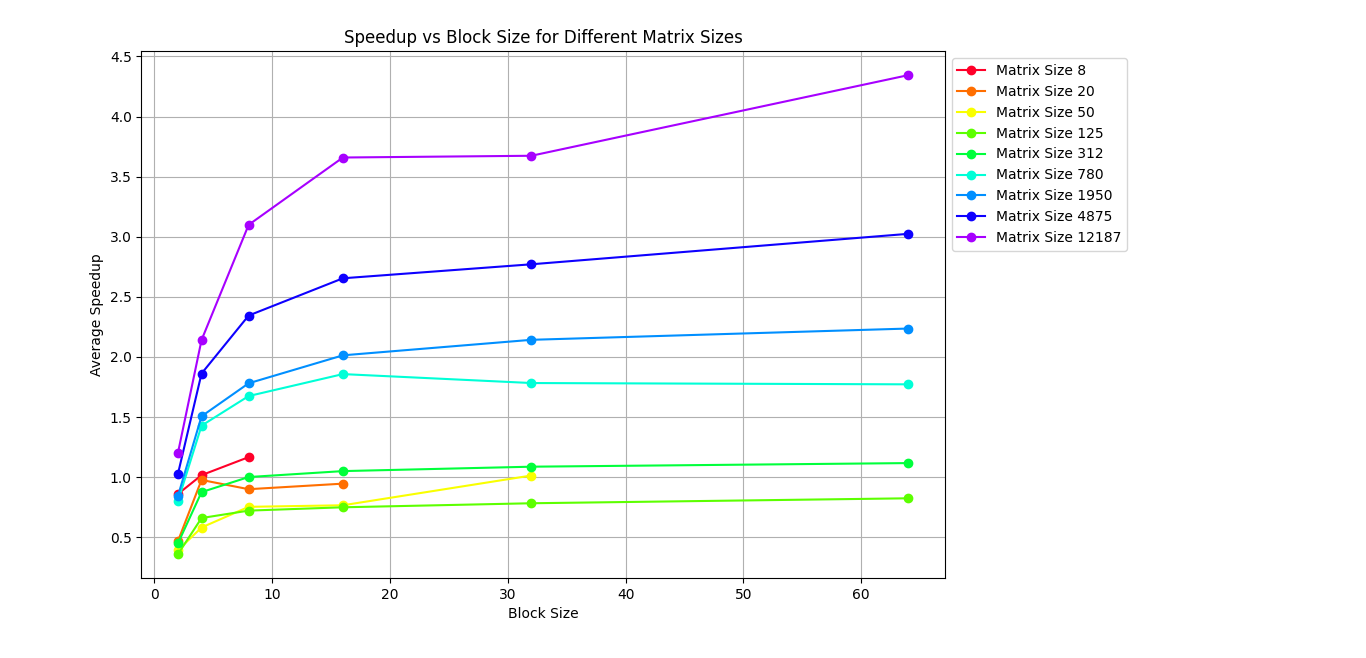 Speedup vs Block Size for Different Matrix Sizes
4.5
4.0
3.5
3.0
2.5
2.0
1.5
1.0
0.5
Average Speedup
0 10 20 30 40 50 60
Block Size
Matrix Size 8
Matrix Size 20
Matrix Size 50
Matrix Size 125
Matrix Size 312
Matrix Size 780
Matrix Size 1950
Matrix Size 4875
Matrix Size 12187